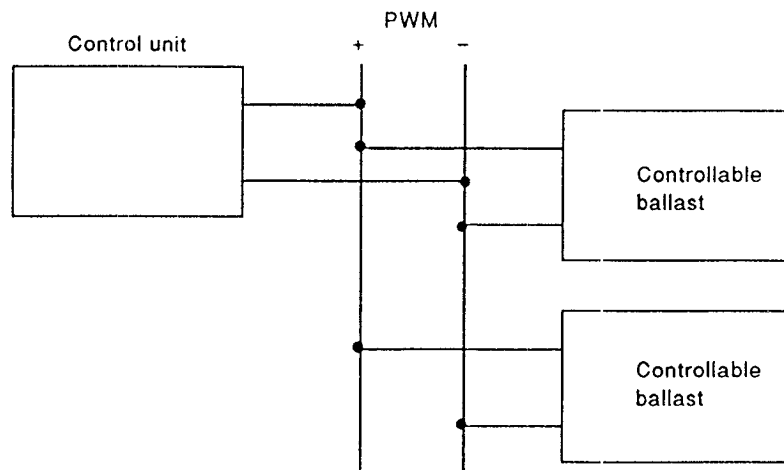 PWM
Control unit
+ −
Controllable
ballast
Controllable
ballast